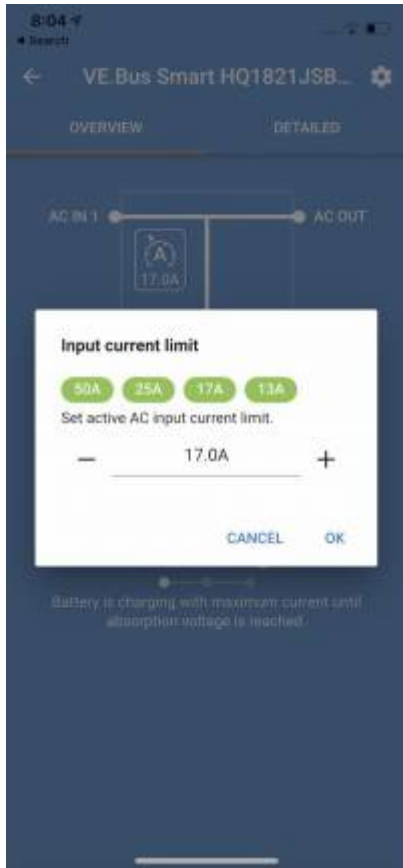 8:04
Search
VE.Bus Smart HQ1821JSB...
OVERVIEW
DETAILED
AC IN 1
AC OUT
A
17.0A
Input current limit
50A 25A 17A 13A
Set active AC input current limit.
− 17.0A +
CANCEL OK
Battery is charging with maximum current until
absorption voltage is reached.